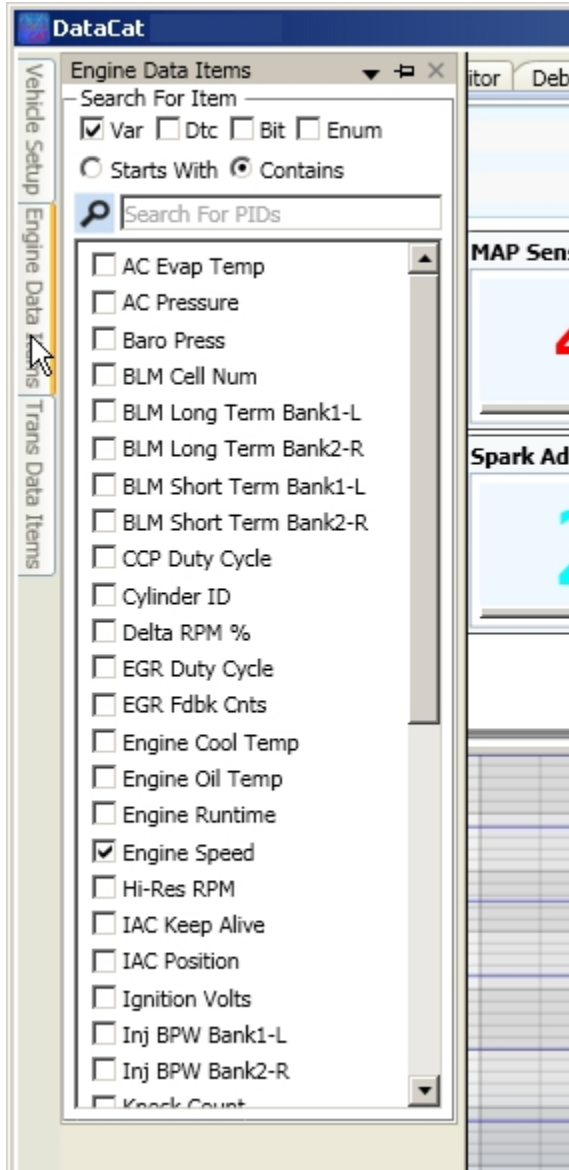 DataCat
Vehicle Setup
Engine Data Items
Trans Data Items
Engine Data Items
Search For Item
Var Dtc Bit Enum
Starts With Contains
Search For PIDs
AC Evap Temp
AC Pressure
Baro Press
BLM Cell Num
BLM Long Term Bank1-L
BLM Long Term Bank2-R
BLM Short Term Bank1-L
BLM Short Term Bank2-R
CCP Duty Cycle
Cylinder ID
Delta RPM %
EGR Duty Cycle
EGR Fdbk Cnts
Engine Cool Temp
Engine Oil Temp
Engine Runtime
Engine Speed
Hi-Res RPM
IAC Keep Alive
IAC Position
Ignition Volts
Inj BPW Bank1-L
Inj BPW Bank2-R
Knock Count
itor Deb
MAP Sens
Spark Ad